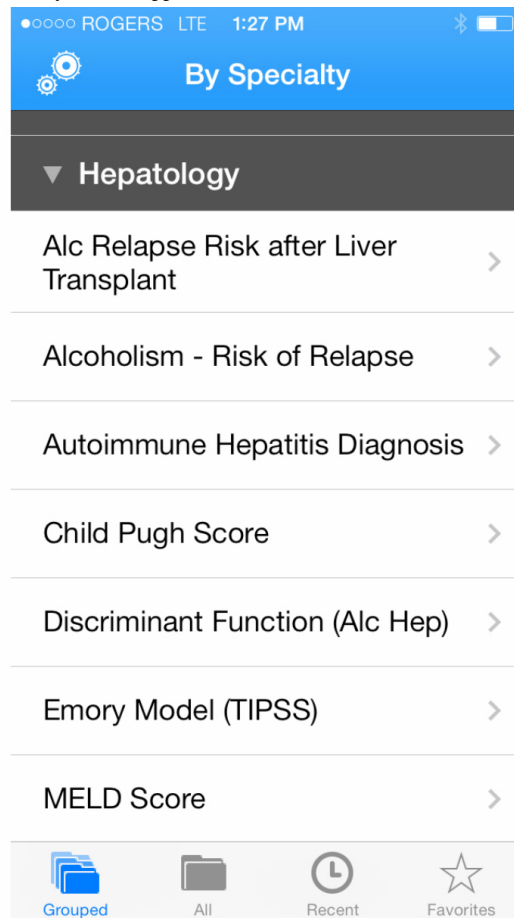 ROGERS LTE 1:27 PM
By Specialty
Hepatology
Alc Relapse Risk after Liver
Transplant
Alcoholism - Risk of Relapse
Autoimmune Hepatitis Diagnosis
Child Pugh Score
Discriminant Function (Alc Hep)
Emory Model (TIPSS)
MELD Score
Grouped All Recent Favorites